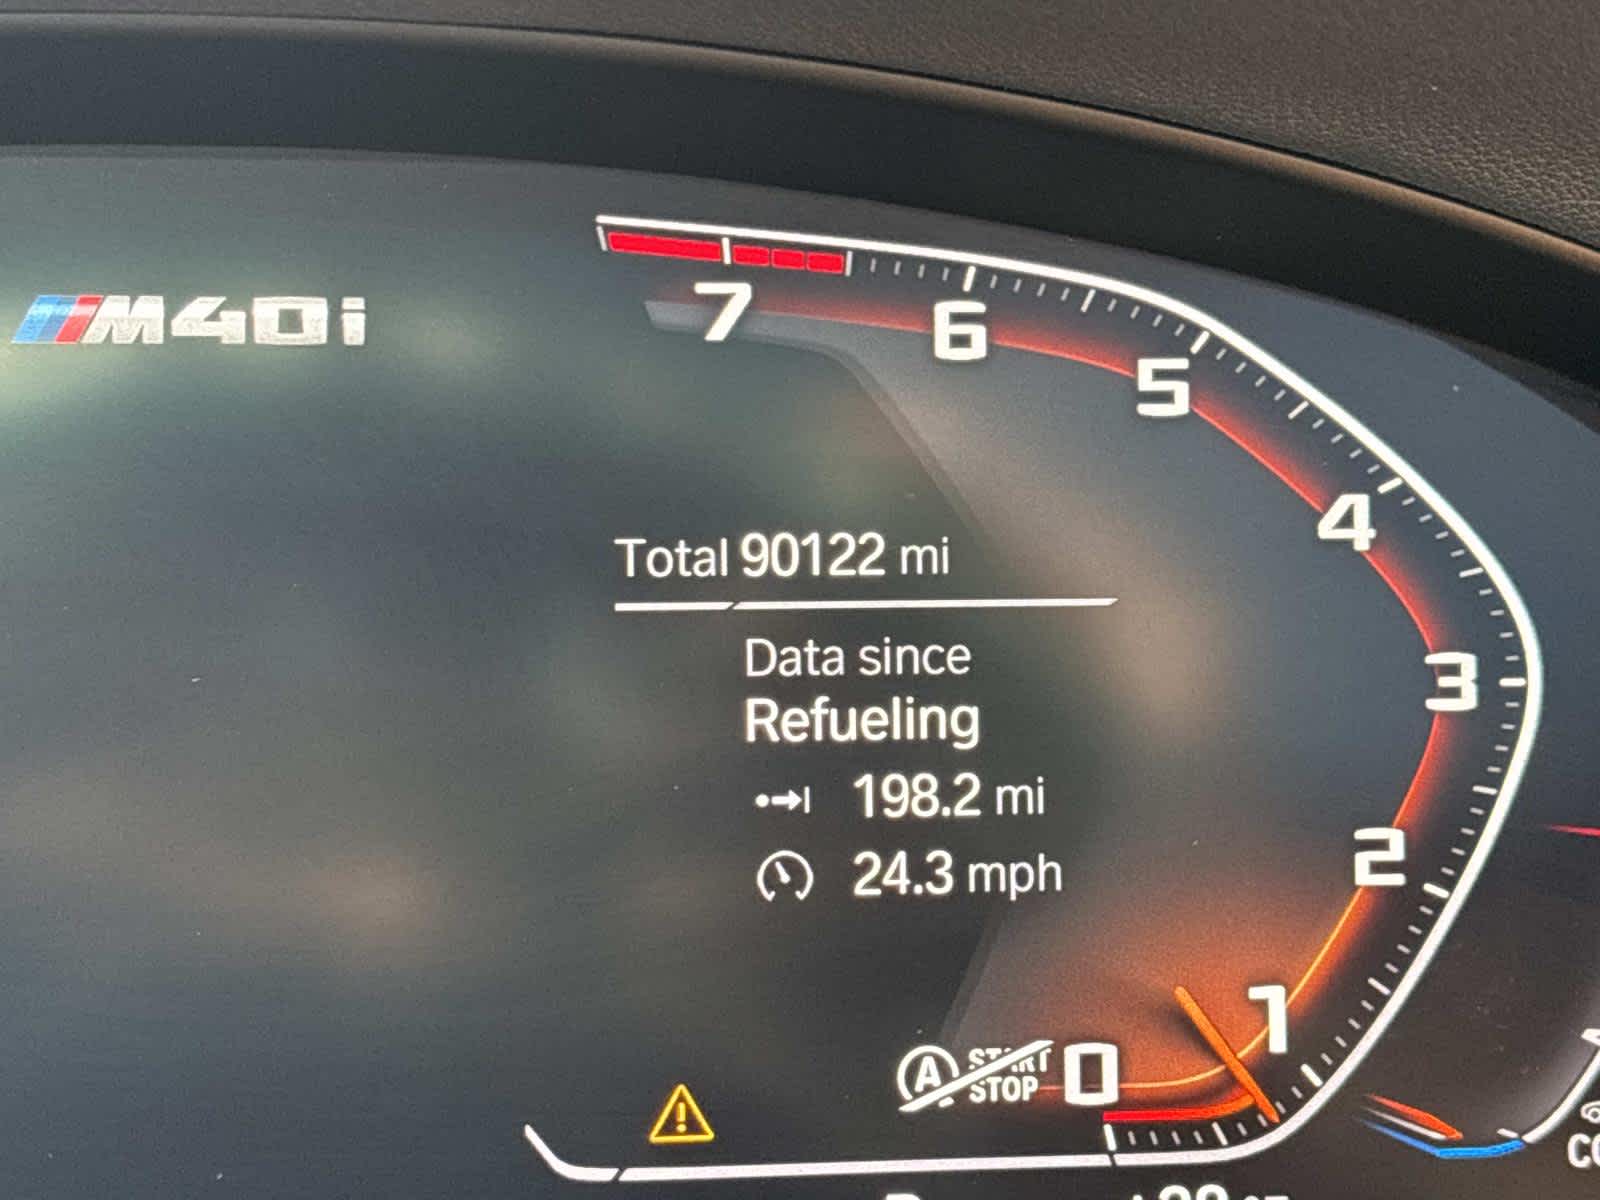 M40i
7
6
5
4
3
2
1
0
Total 90122 mi
Data since
Refueling
198.2 mi
24.3 mph
A START
STOP